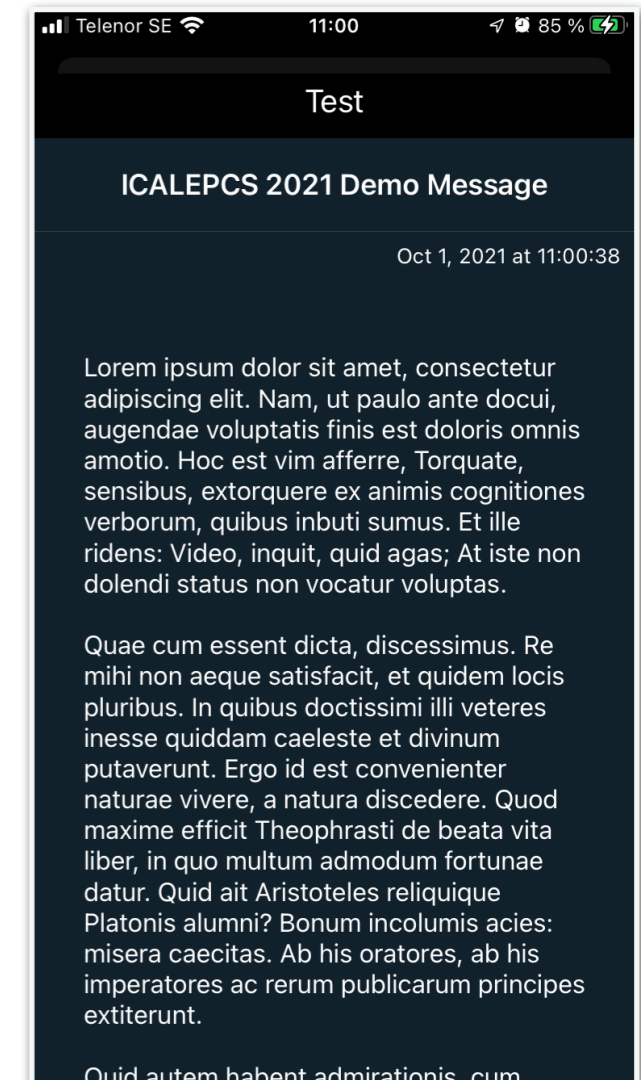 Telenor SE 11:00 85 %
Test
ICALEPCS 2021 Demo Message
Oct 1, 2021 at 11:00:38
Lorem ipsum dolor sit amet, consectetur
adipiscing elit. Nam, ut paulo ante docui,
augendae voluptatis finis est doloris omnis
amotio. Hoc est vim afferre, Torquate,
sensibus, extorquere ex animis cognitiones
verborum, quibus inbuti sumus. Et ille
ridens: Video, inquit, quid agas; At iste non
dolendi status non vocatur voluptas.
Quae cum essent dicta, discessimus. Re
mihi non aeque satisfacit, et quidem locis
pluribus. In quibus doctissimi illi veteres
inesse quiddam caeleste et divinum
putaverunt. Ergo id est convenienter
naturae vivere, a natura discedere. Quod
maxime efficit Theophrasti de beata vita
liber, in quo multum admodum fortunae
datur. Quid ait Aristoteles reliquique
Platonis alumni? Bonum incolumis acies:
misera caecitas. Ab his oratores, ab his
imperatores ac rerum publicarum principes
extiterunt.
Quid autem habent admirationis, cum